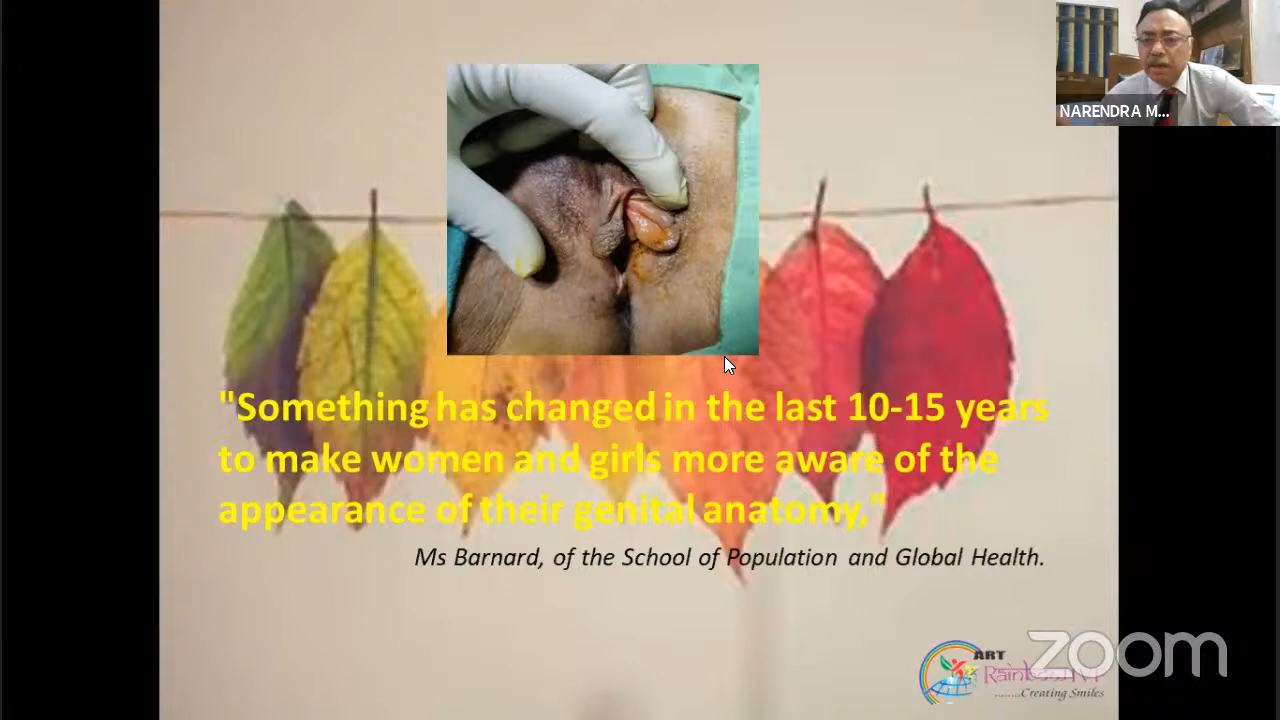 NARENDRA M...
"Something has changed in the last 10-15 years
to make women and girls more aware of the
appearance of their genital anatomy,"
Ms Barnard, of the School of Population and Global Health.
ART
Rainbow IVF
........Creating Smiles
zoom